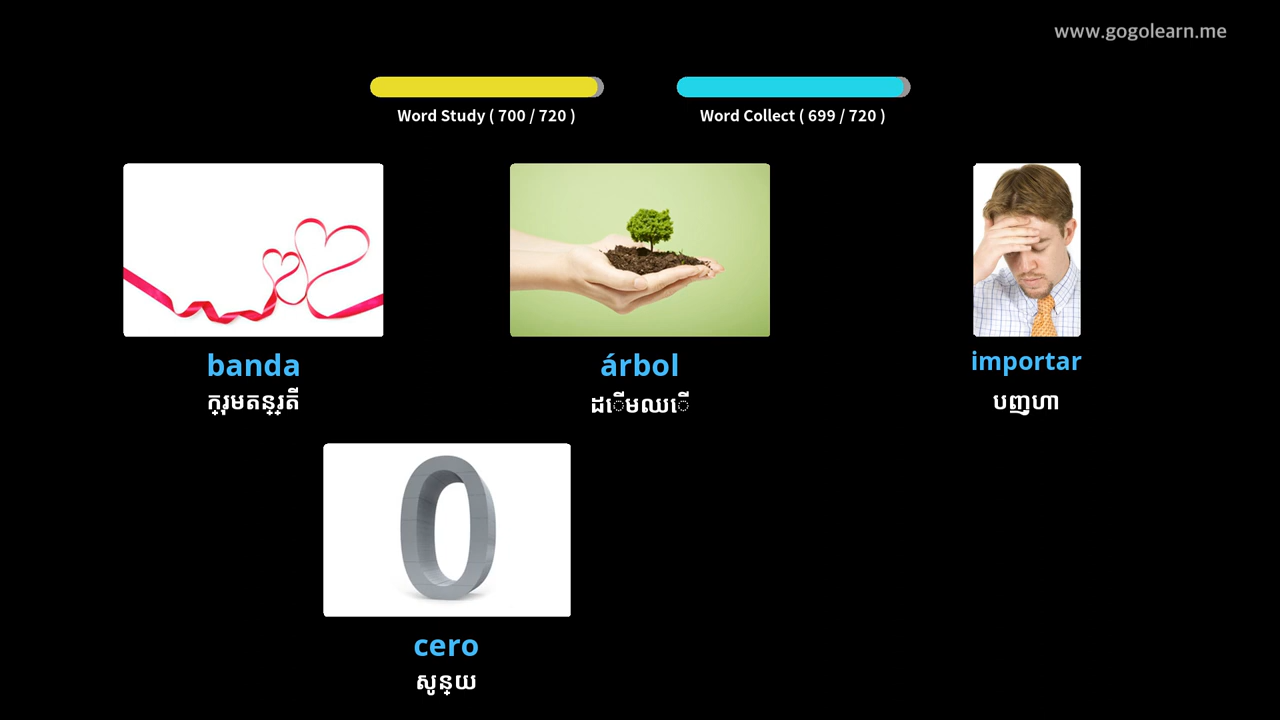 www.gogolearn.me
Word Study ( 700 / 720 )
Word Collect ( 699 / 720 )
banda
ក្រុមតន្រ្តី
árbol
ដើមឈើ
importar
បញ្ហា
cero
សូន្យ